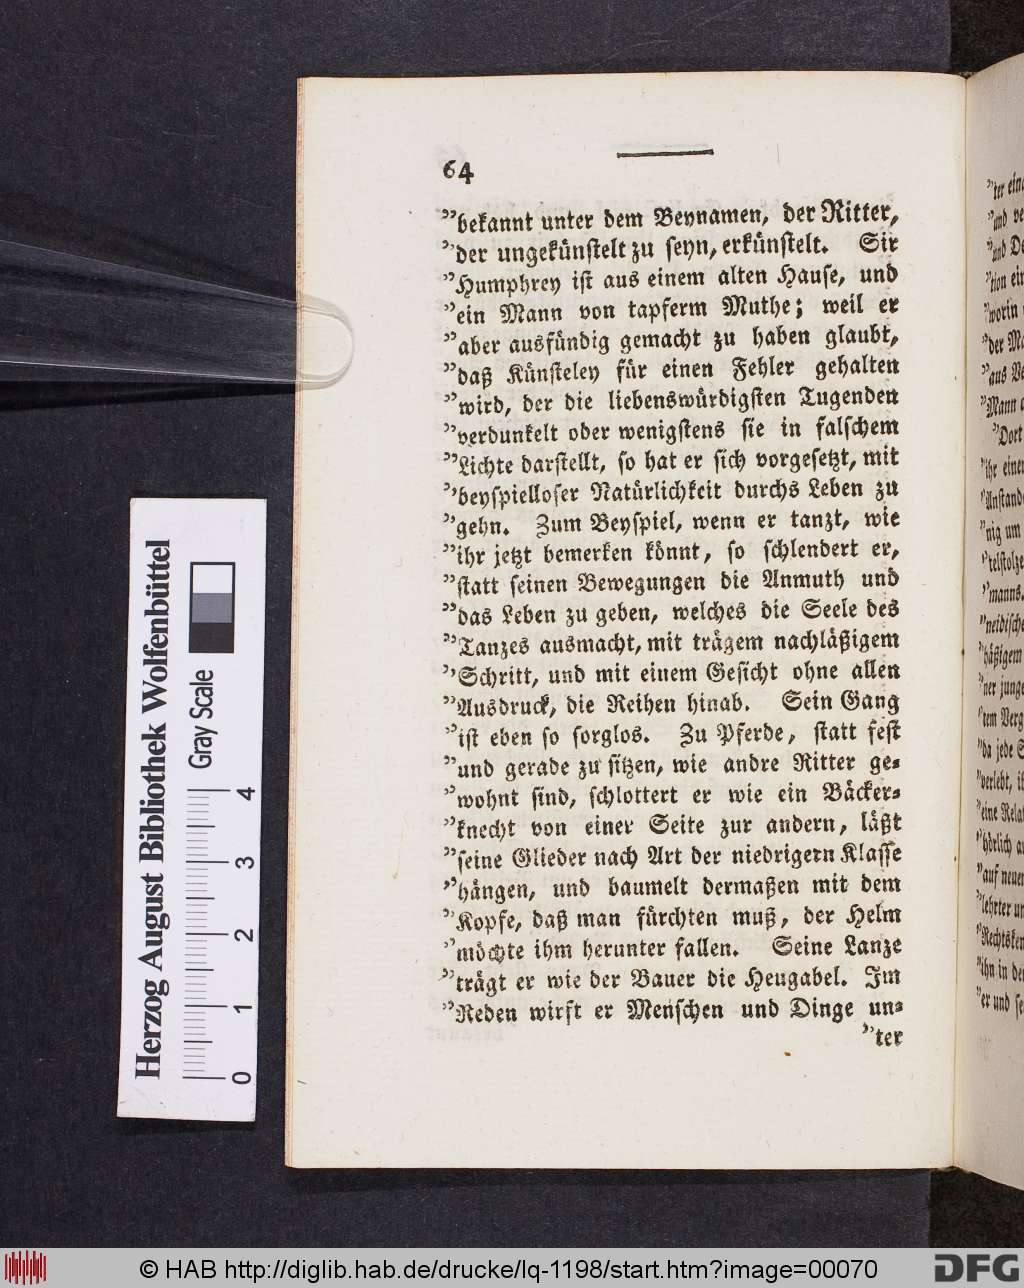 64
”bekannt unter dem Beynamen, der Ritter,
”der ungekünſtelt zu ſeyn, erkünſtelt. Sir
”Humphrey iſt aus einem alten Hauſe, und
”ein Mann von tapferm Muthe; weil er
”aber ausfündig gemacht zu haben glaubt,
”daß Künſteley für einen Fehler gehalten
”wird, der die liebenswürdigſten Tugenden
”verdunkelt oder wenigſtens ſie in falſchem
”Lichte darſtellt, ſo hat er ſich vorgeſetzt, mit
”beyſpielloſer Natürlichkeit durchs Leben zu
”gehn. Zum Beyſpiel, wenn er tanzt, wie
”ihr jetzt bemerken könnt, ſo ſchlendert er,
”ſtatt ſeinen Bewegungen die Anmuth und
”das Leben zu geben, welches die Seele des
”Tanzes ausmacht, mit trägem nachläßigem
”Schritt, und mit einem Geſicht ohne allen
”Ausdruck, die Reihen hinab. Sein Gang
”iſt eben ſo ſorglos. Zu Pferde, ſtatt feſt
”und gerade zu ſitzen, wie andre Ritter ge⸗
”wohnt ſind, ſchlottert er wie ein Bäcker⸗
”knecht von einer Seite zur andern, läßt
”ſeine Glieder nach Art der niedrigern Klaſſe
”hängen, und baumelt dermaßen mit dem
”Kopfe, daß man fürchten muß, der Helm
”möchte ihm herunter fallen. Seine Lanze
”trägt er wie der Bauer die Heugabel. Im
”Reden wirft er Menſchen und Dinge un⸗
”ter
Herzog August Bibliothek Wolfenbüttel
Gray Scale
0 1 2 3 4
© HAB http://diglib.hab.de/drucke/lq-1198/start.htm?image=00070
DFG